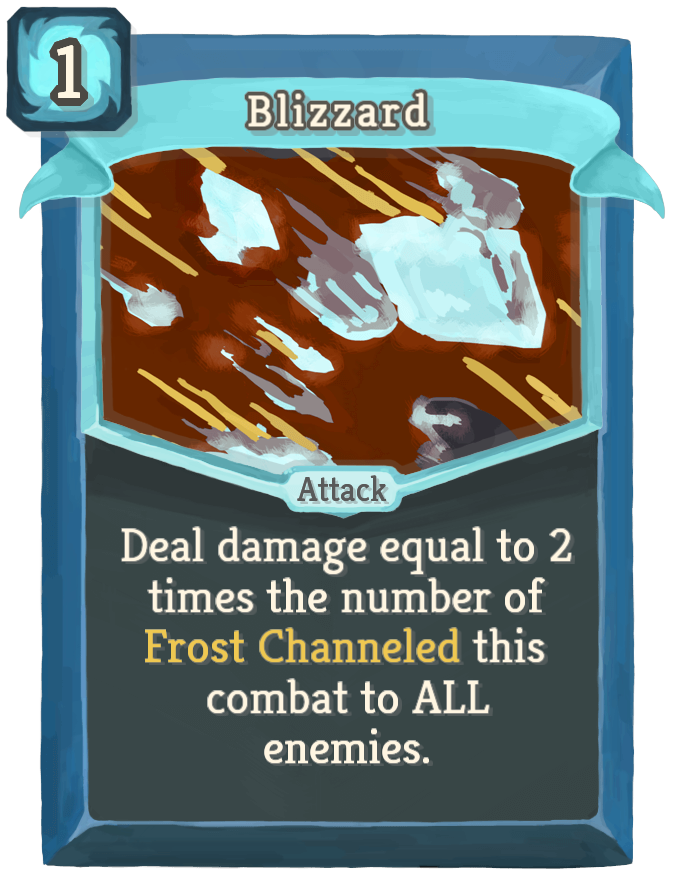 1
Blizzard
Attack
Deal damage equal to 2
times the number of
Frost Channeled this
combat to ALL
enemies.